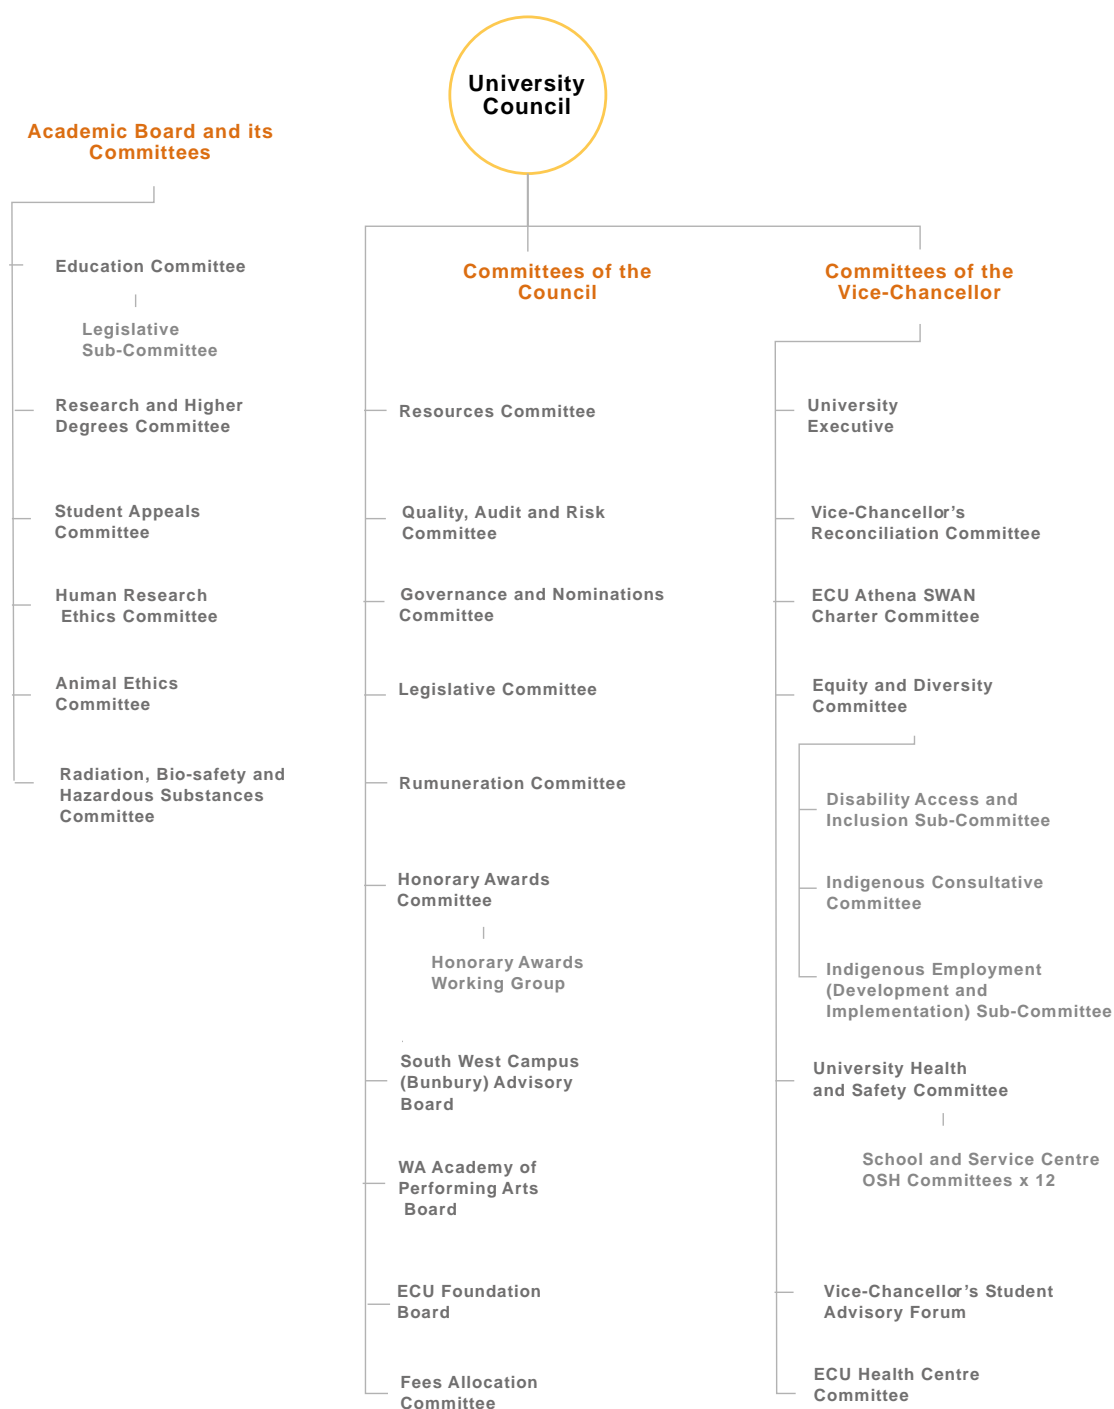 University
Council
Academic Board and its
Committees
Education Committee
Legislative
Sub-Committee
Research and Higher
Degrees Committee
Student Appeals
Committee
Human Research
Ethics Committee
Animal Ethics
Committee
Radiation, Bio-safety and
Hazardous Substances
Committee
Committees of the
Council
Resources Committee
Quality, Audit and Risk
Committee
Governance and Nominations
Committee
Legislative Committee
Rumuneration Committee
Honorary Awards
Committee
Honorary Awards
Working Group
South West Campus
(Bunbury) Advisory
Board
WA Academy of
Performing Arts
Board
ECU Foundation
Board
Fees Allocation
Committee
Committees of the
Vice-Chancellor
University
Executive
Vice-Chancellor’s
Reconciliation Committee
ECU Athena SWAN
Charter Committee
Equity and Diversity
Committee
Disability Access and
Inclusion Sub-Committee
Indigenous Consultative
Committee
Indigenous Employment
(Development and
Implementation) Sub-Committee
University Health
and Safety Committee
School and Service Centre
OSH Committees x 12
Vice-Chancellor’s Student
Advisory Forum
ECU Health Centre
Committee